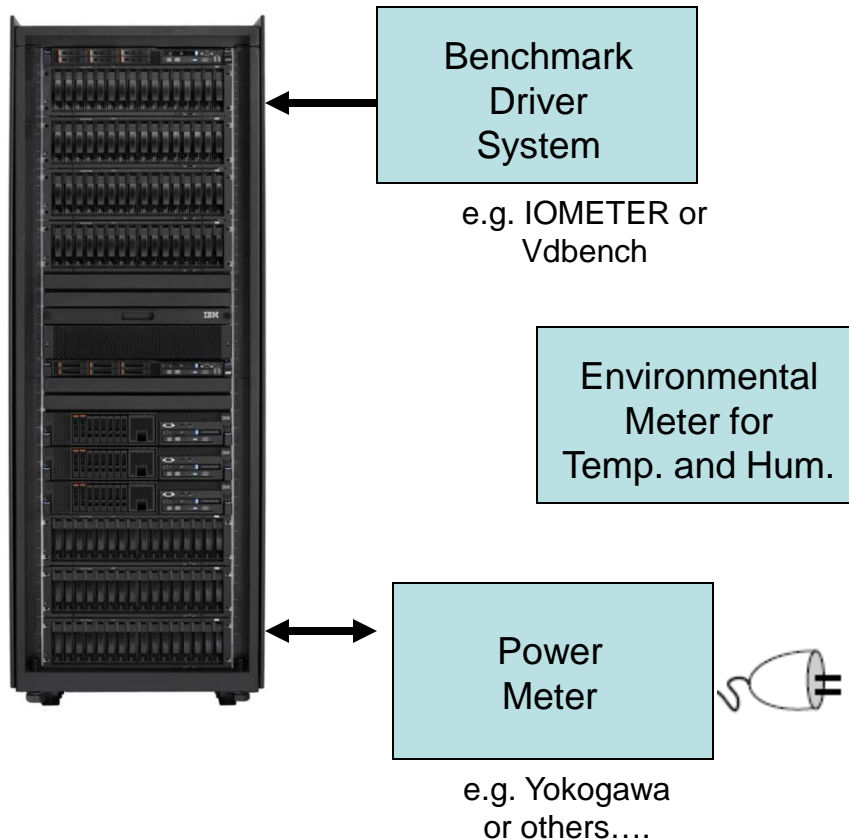 Benchmark
Driver
System
e.g. IOMETER or
Vdbench
IBM
Environmental
Meter for
Temp. and Hum.
Power
Meter
e.g. Yokogawa
or others....